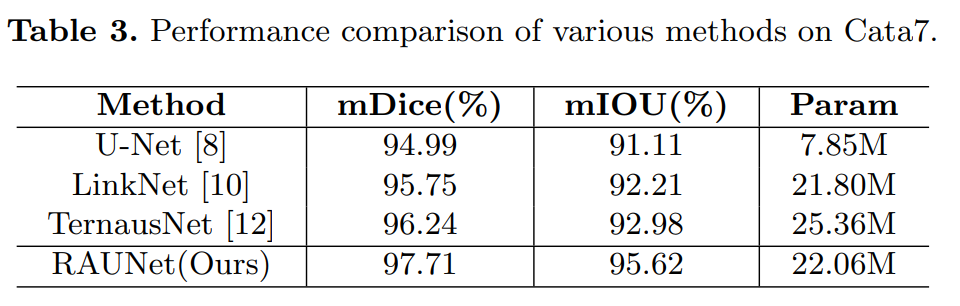 Table 3. Performance comparison of various methods on Cata7.
Method mDice(%) mIOU(%) Param
U-Net [8] 94.99 91.11 7.85M
LinkNet [10] 95.75 92.21 21.80M
TernausNet [12] 96.24 92.98 25.36M
RAUNet(Ours) 97.71 95.62 22.06M